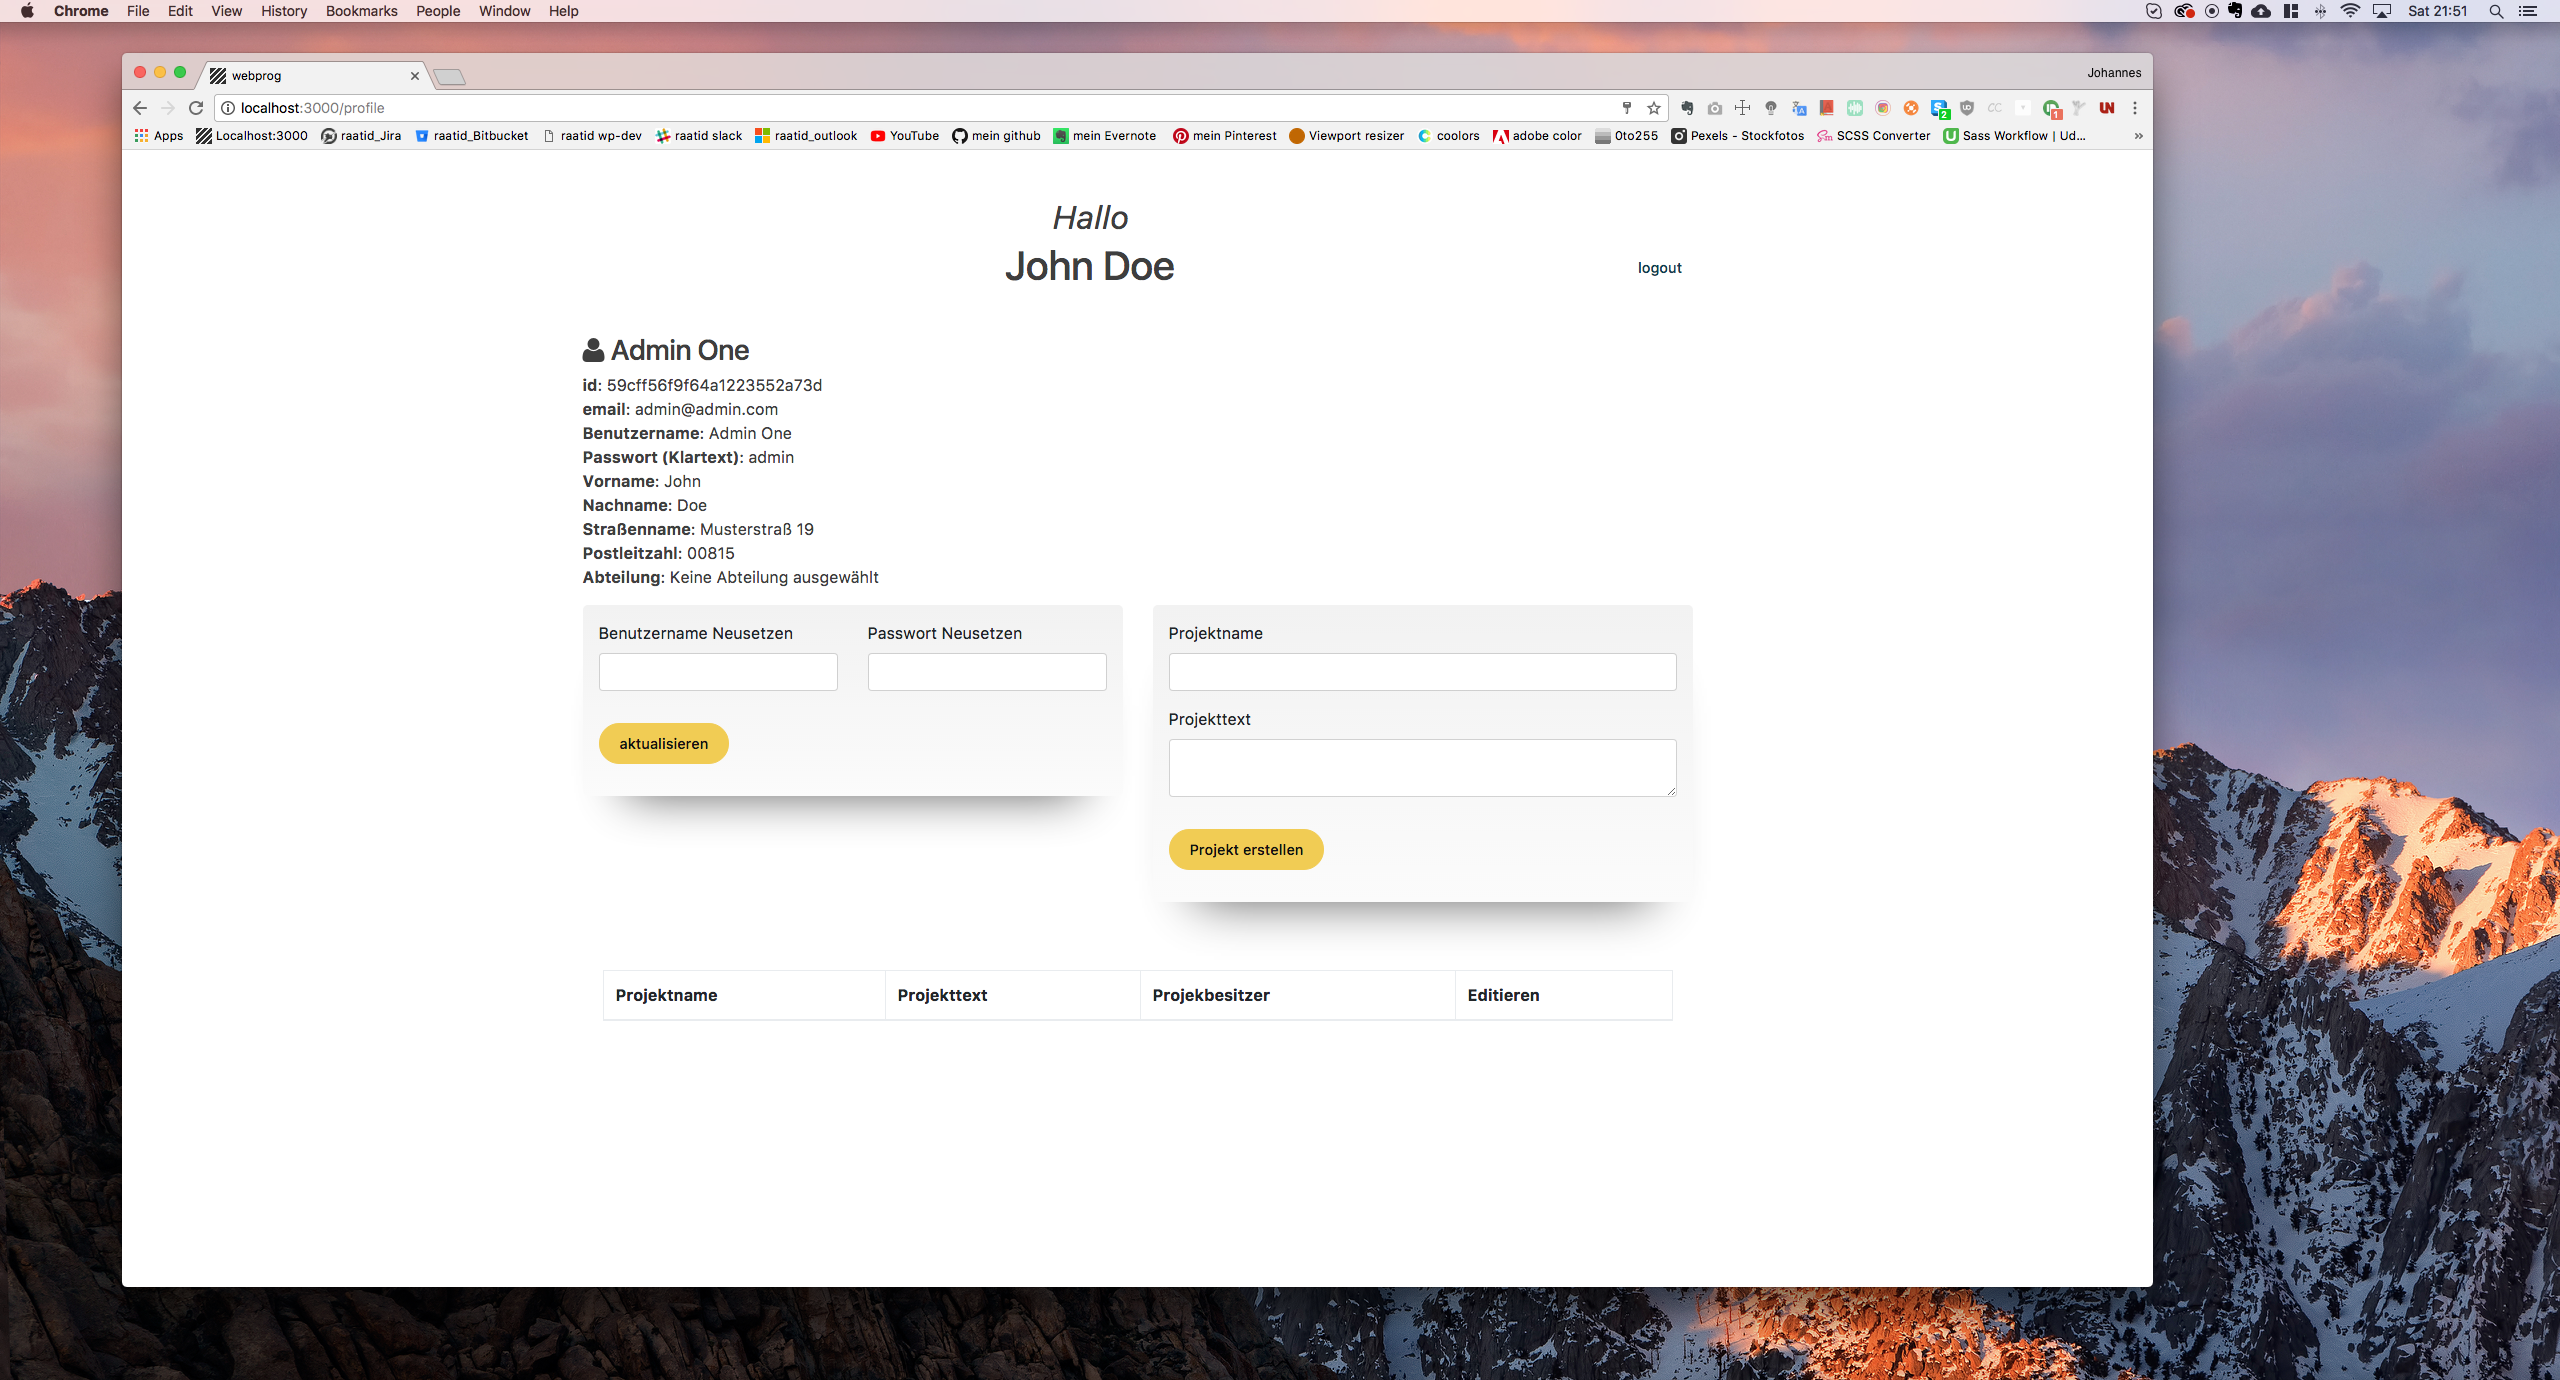 Chrome File Edit View History Bookmarks People Window Help Sat 21:51
webprog Johannes
localhost:3000/profile
Apps Localhost:3000 raatid_Jira raatid_Bitbucket raatid wp-dev raatid slack raatid_outlook YouTube mein github mein Evernote mein Pinterest Viewport resizer coolors adobe color 0to255 Pexels - Stockfotos SCSS Converter Sass Workflow | Ud... »
Hallo
John Doe
logout
Admin One
id: 59cff56f9f64a1223552a73d
email: admin@admin.com
Benutzername: Admin One
Passwort (Klartext): admin
Vorname: John
Nachname: Doe
Straßenname: Musterstraß 19
Postleitzahl: 00815
Abteilung: Keine Abteilung ausgewählt
Benutzername Neusetzen Passwort Neusetzen
aktualisieren
Projektname
Projekttext
Projekt erstellen
Projektname Projekttext Projekbesitzer Editieren